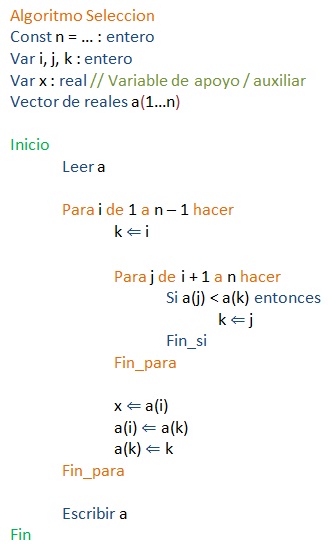 Algoritmo Seleccion
Const n = ... : entero
Var i, j, k : entero
Var x : real // Variable de apoyo / auxiliar
Vector de reales a(1...n)
Inicio
Leer a
Para i de 1 a n – 1 hacer
k ⇐ i
Para j de i + 1 a n hacer
Si a(j) < a(k) entonces
k ⇐ j
Fin_si
Fin_para
x ⇐ a(i)
a(i) ⇐ a(k)
a(k) ⇐ k
Fin_para
Escribir a
Fin